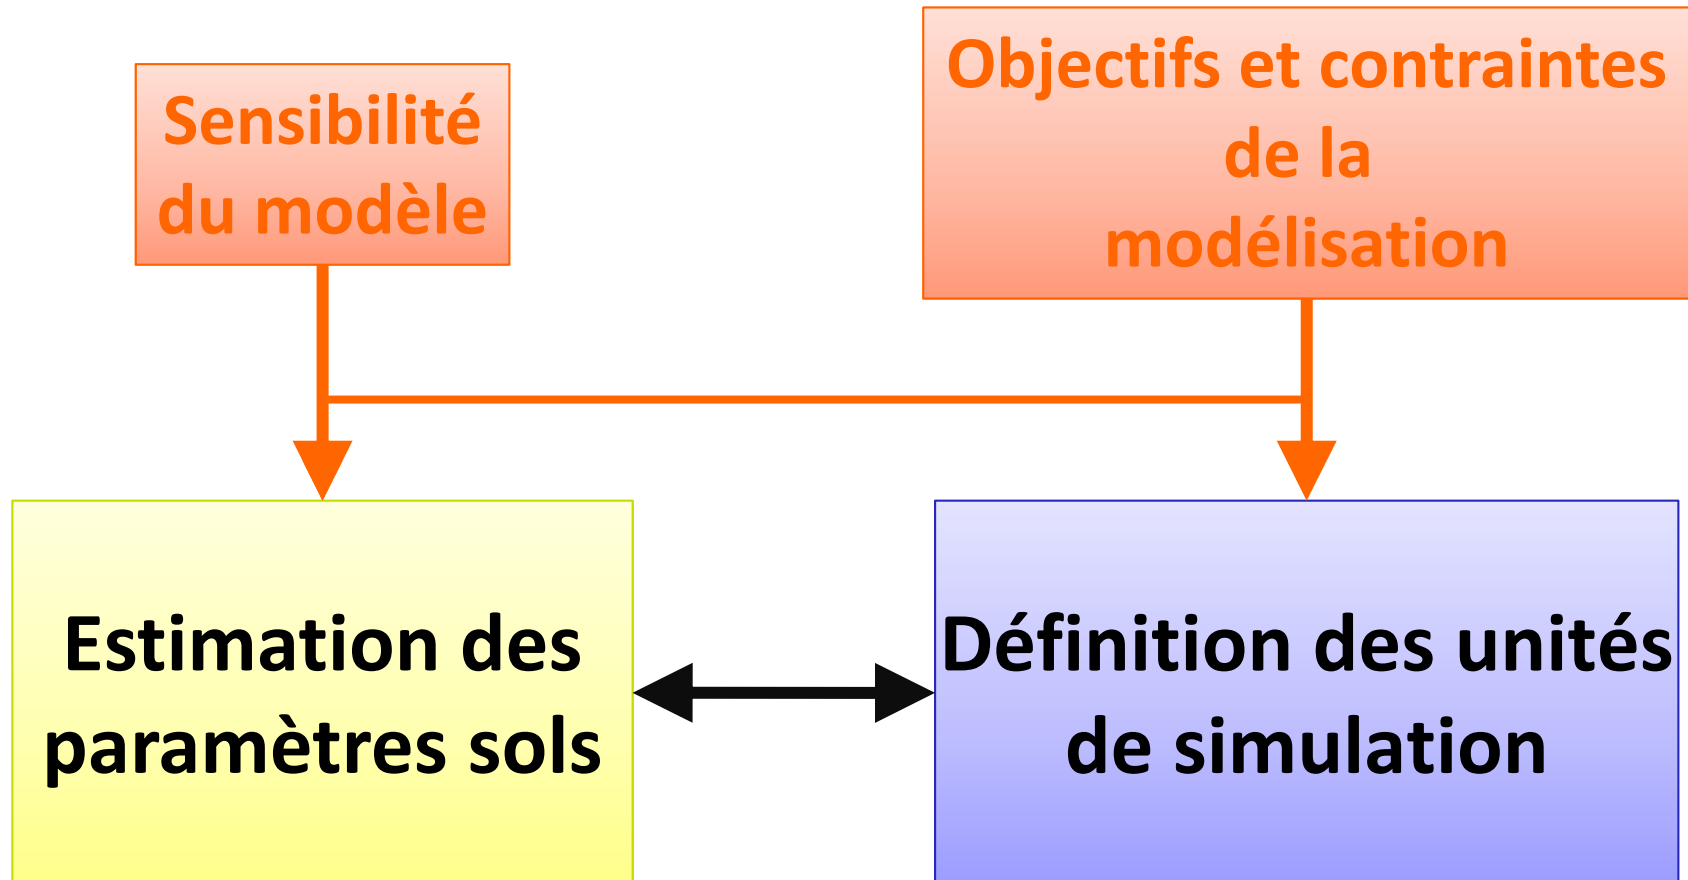 Sensibilité
du modèle
Objectifs et contraintes
de la
modélisation
Estimation des
paramètres sols
Définition des unités
de simulation